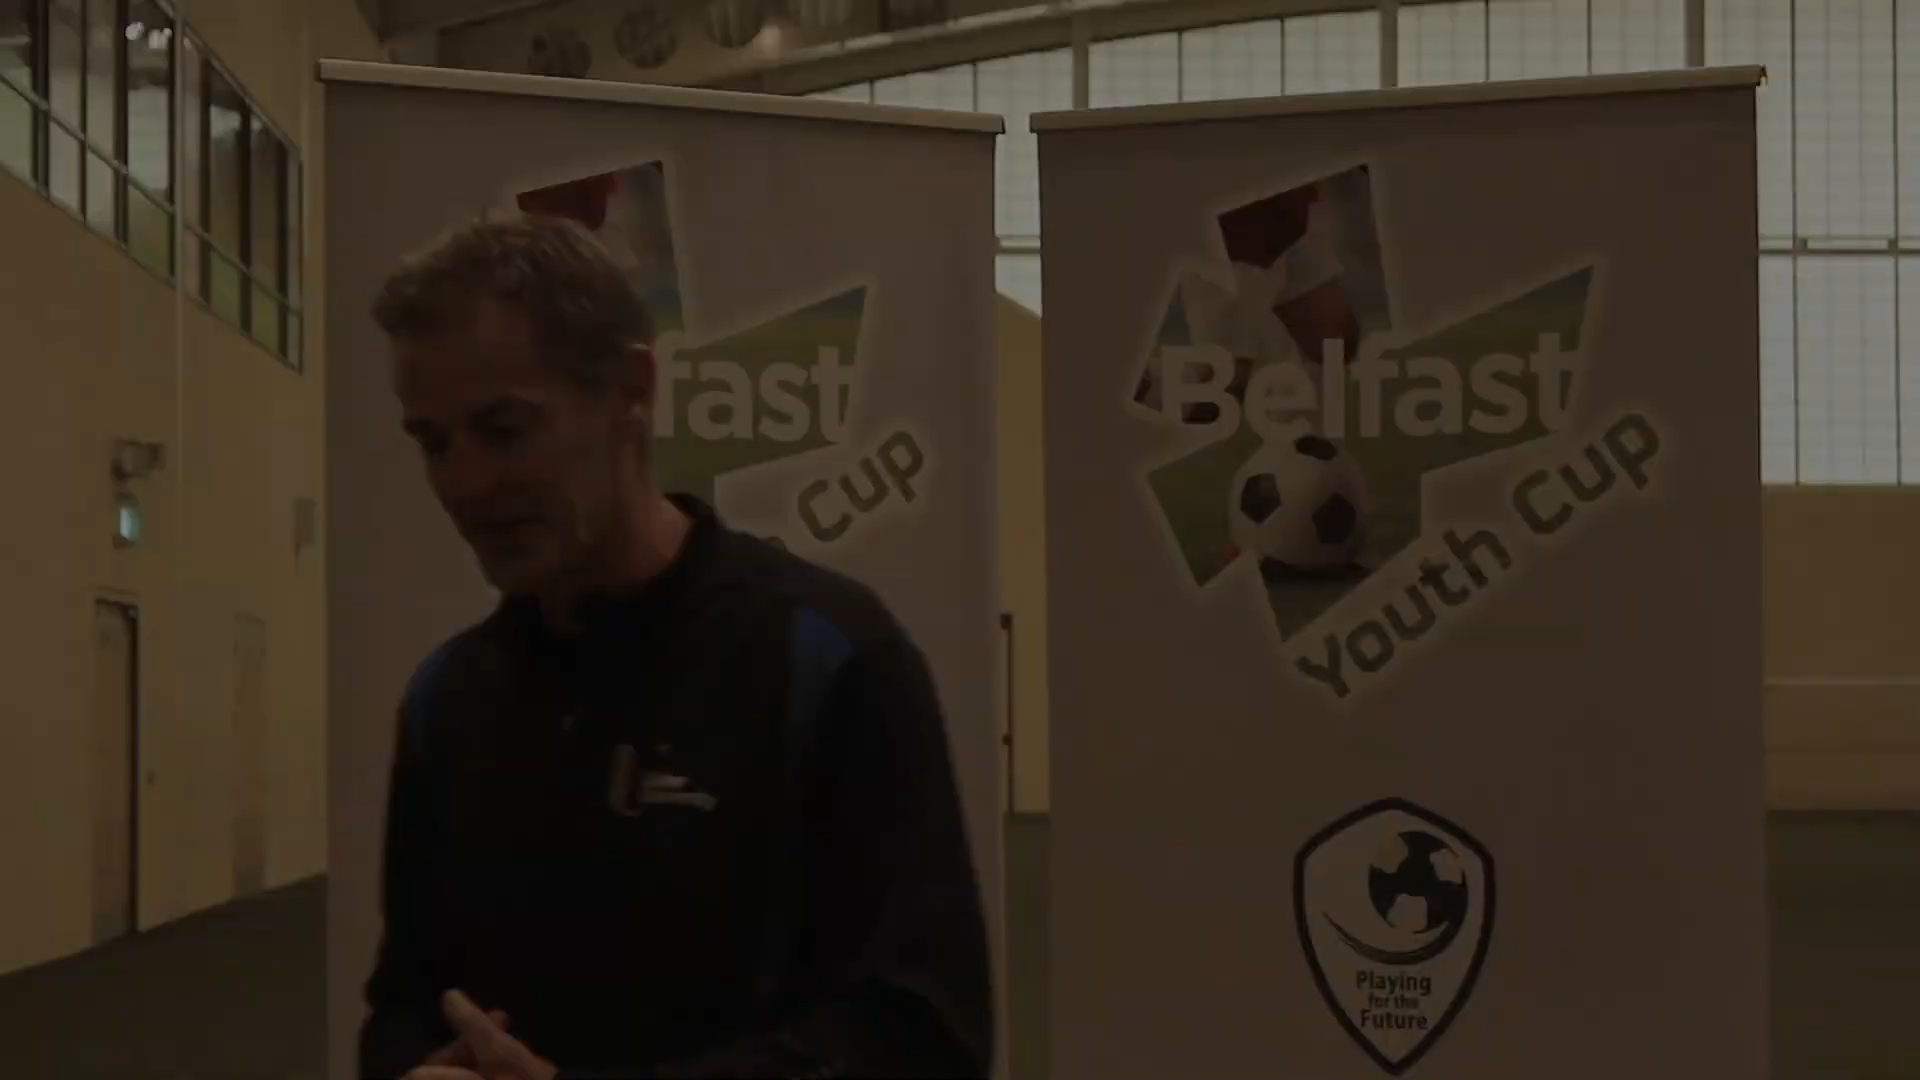 fast
Cup
Belfast
Youth Cup
Playing
for the
Future